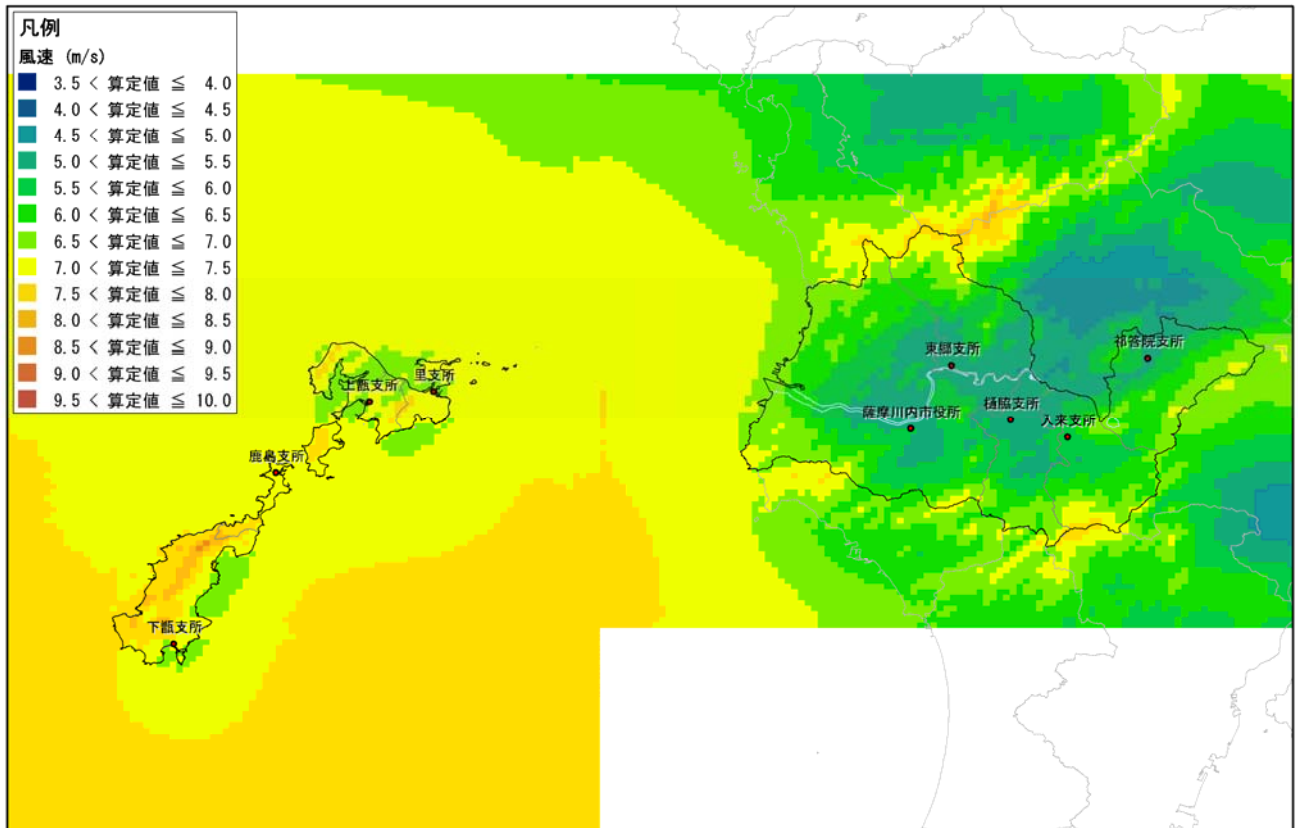 凡例
風速 (m/s)
3.5 < 算定値 ≦ 4.0
4.0 < 算定値 ≦ 4.5
4.5 < 算定値 ≦ 5.0
5.0 < 算定値 ≦ 5.5
5.5 < 算定値 ≦ 6.0
6.0 < 算定値 ≦ 6.5
6.5 < 算定値 ≦ 7.0
7.0 < 算定値 ≦ 7.5
7.5 < 算定値 ≦ 8.0
8.0 < 算定値 ≦ 8.5
8.5 < 算定値 ≦ 9.0
9.0 < 算定値 ≦ 9.5
9.5 < 算定値 ≦ 10.0
東郷支所
祁答院支所
里支所
上甑支所
樋脇支所
薩摩川内市役所
入来支所
鹿島支所
下甑支所